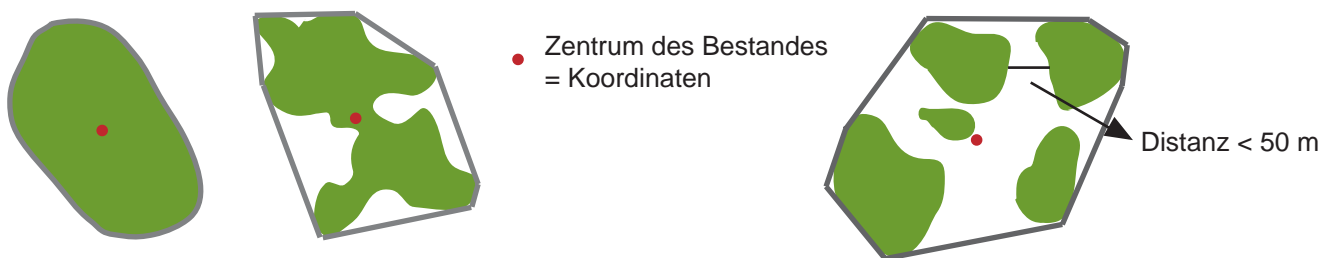 Zentrum des Bestandes
= Koordinaten
Distanz < 50 m